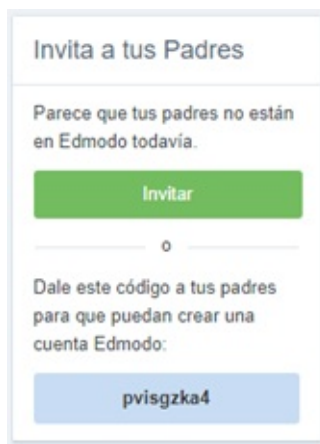 Invita a tus Padres
Parece que tus padres no están
en Edmodo todavía.
Invitar
o
Dale este código a tus padres
para que puedan crear una
cuenta Edmodo:
pvisgzka4